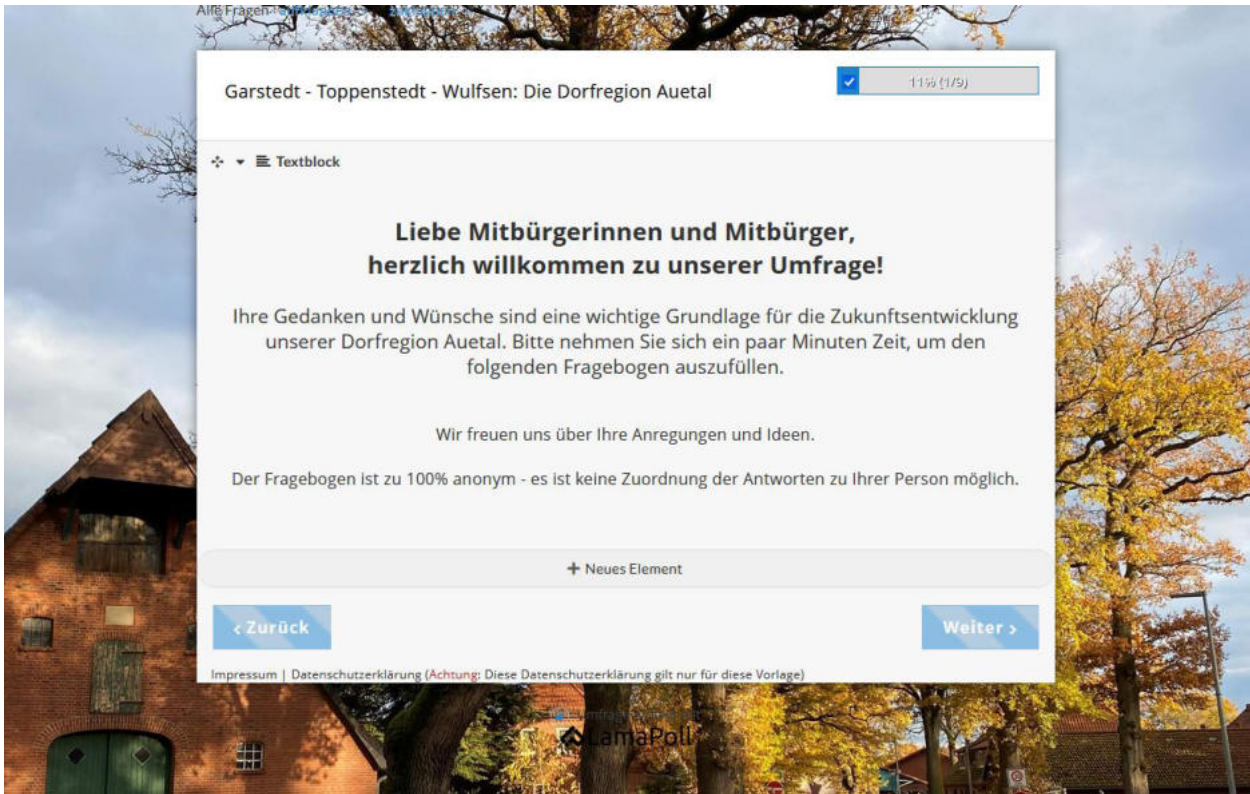 Alle Fragen
Garstedt - Toppenstedt - Wulfsen: Die Dorfregion Auetal
11% (1/9)
Textblock
Liebe Mitbürgerinnen und Mitbürger,
herzlich willkommen zu unserer Umfrage!
Ihre Gedanken und Wünsche sind eine wichtige Grundlage für die Zukunftsentwicklung
unserer Dorfregion Auetal. Bitte nehmen Sie sich ein paar Minuten Zeit, um den
folgenden Fragebogen auszufüllen.
Wir freuen uns über Ihre Anregungen und Ideen.
Der Fragebogen ist zu 100% anonym - es ist keine Zuordnung der Antworten zu Ihrer Person möglich.
+ Neues Element
‹ Zurück
Weiter ›
Impressum | Datenschutzerklärung (Achtung: Diese Datenschutzerklärung gilt nur für diese Vorlage)
LamaPoll